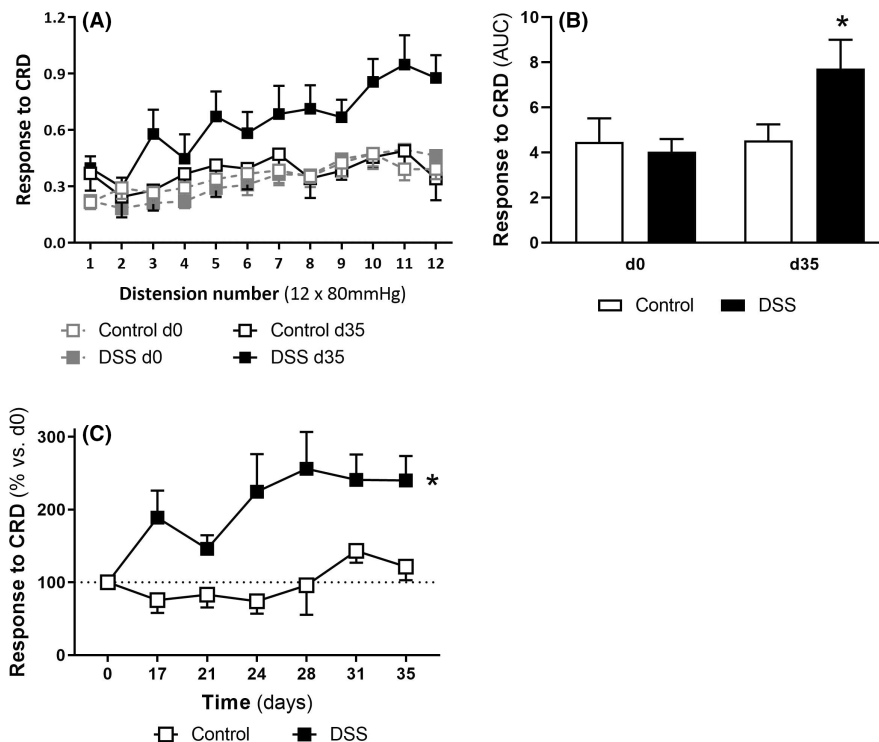 (A)
Response to CRD
1.2
0.9
0.6
0.3
0.0
1 2 3 4 5 6 7 8 9 10 11 12
Distension number (12 x 80mmHg)
Control d0
Control d35
DSS d0
DSS d35
(B)
Response to CRD (AUC)
10
8
6
4
2
0
*
d0 d35
Control DSS
(C)
Response to CRD (% vs. d0)
300
200
100
0
*
0 17 21 24 28 31 35
Time (days)
Control DSS